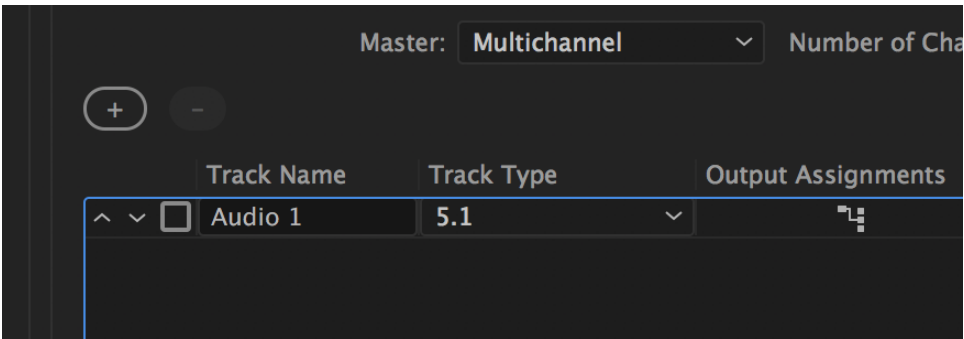 Master: Multichannel Number of Cha
+ -
Track Name Track Type Output Assignments
Audio 1 5.1